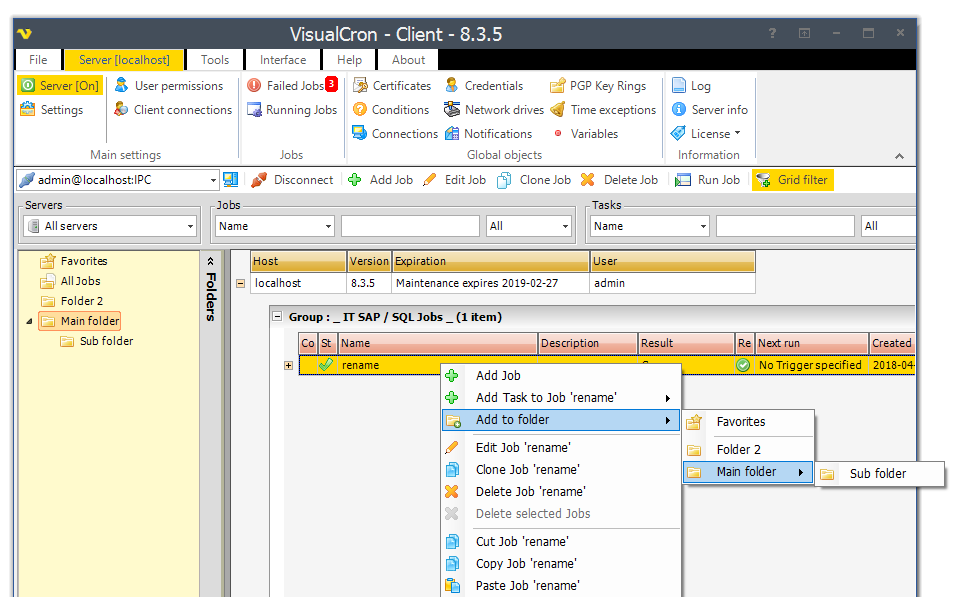 VisualCron - Client - 8.3.5
File Server [localhost] Tools Interface Help About
Server [On] User permissions Failed Jobs 3 Certificates Credentials PGP Key Rings Log
Settings Client connections Running Jobs Conditions Network drives Time exceptions Server info
Connections Notifications Variables License
Main settings Jobs Global objects Information
admin@localhost:IPC Disconnect Add Job Edit Job Clone Job Delete Job Run Job Grid filter
Servers Jobs Tasks
All servers Name All Name All
Favorites
All Jobs
Folder 2
Main folder
Sub folder
« Folders
Host Version Expiration User
localhost 8.3.5 Maintenance expires 2019-02-27 admin
Group : _ IT SAP / SQL Jobs _ (1 item)
Co St Name Description Result Re Next run Created
rename No Trigger specified 2018-04-
Add Job
Add Task to Job 'rename'
Add to folder
Edit Job 'rename'
Clone Job 'rename'
Delete Job 'rename'
Delete selected Jobs
Cut Job 'rename'
Copy Job 'rename'
Paste Job 'rename'
Favorites
Folder 2
Main folder
Sub folder